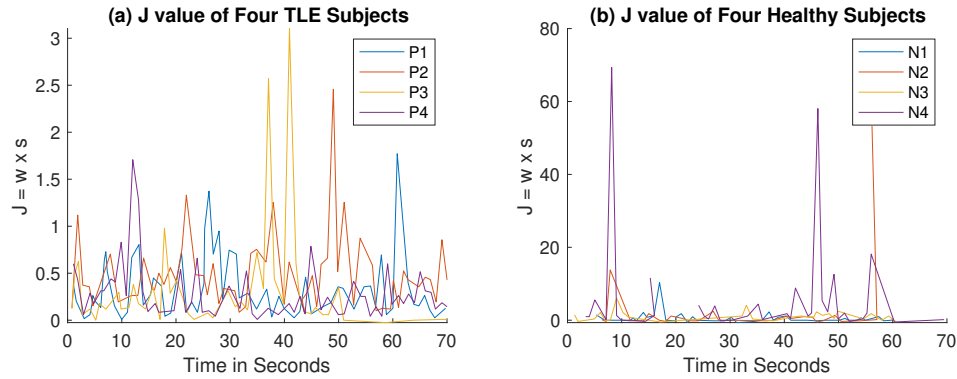 (a) J value of Four TLE Subjects
3
2.5
2
1.5
1
0.5
0
J = w x s
0 10 20 30 40 50 60 70
Time in Seconds
P1
P2
P3
P4
(b) J value of Four Healthy Subjects
80
60
40
20
0
J = w x s
0 10 20 30 40 50 60 70
Time in Seconds
N1
N2
N3
N4